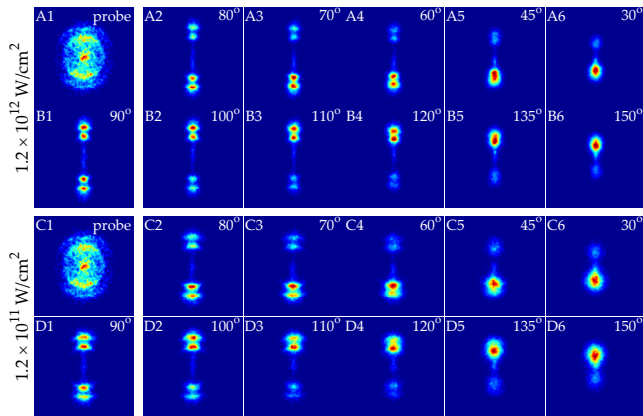 A1 probe A2 80° A3 70° A4 60° A5 45° A6 30°
1.2 × 10¹² W/cm²
B1 90° B2 100° B3 110° B4 120° B5 135° B6 150°
C1 probe C2 80° C3 70° C4 60° C5 45° C6 30°
1.2 × 10¹¹ W/cm²
D1 90° D2 100° D3 110° D4 120° D5 135° D6 150°